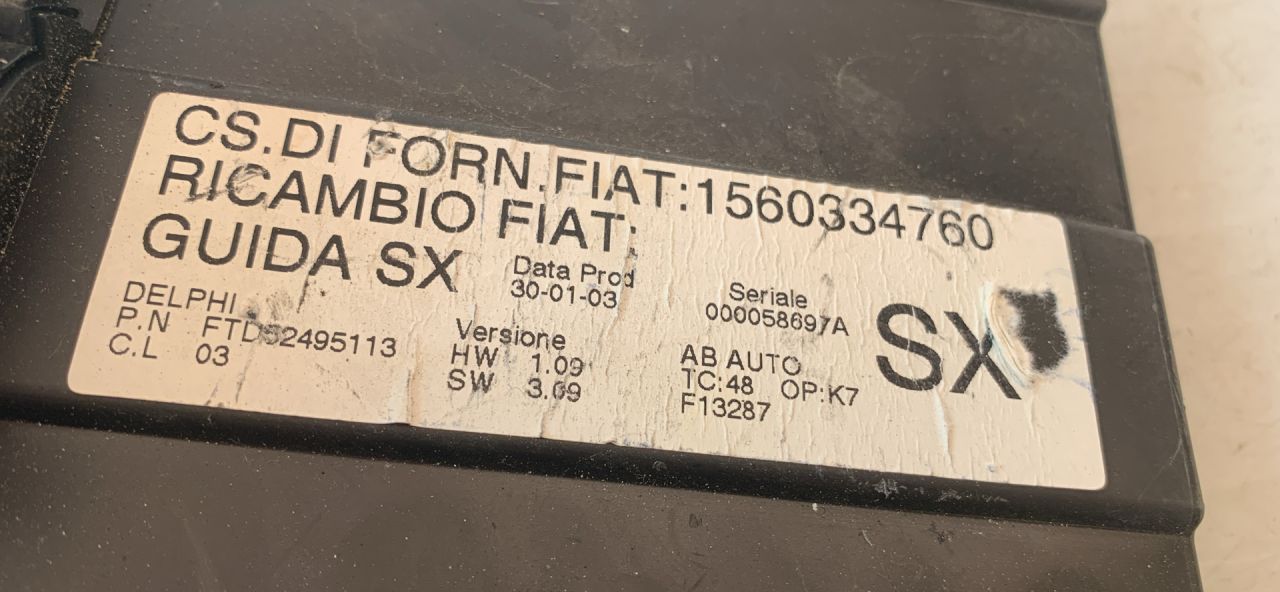 CS.DI FORN.FIAT:1560334760
RICAMBIO FIAT:
GUIDA SX
Data Prod
30-01-03
Seriale
000058697A
SX
DELPHI
P.N FTDS2495113
C.L 03
Versione
HW 1.09
SW 3.09
AB AUTO
TC:48 OP:K7
F13287